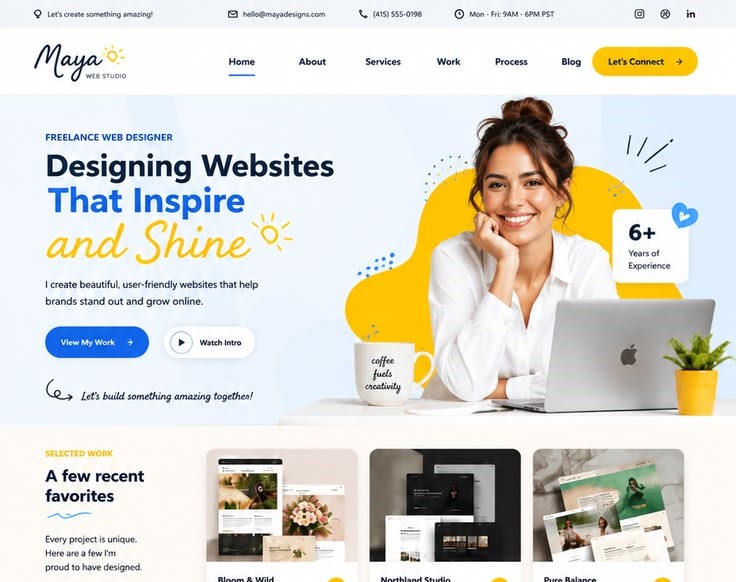 Let's create something amazing!
hello@mayadesigns.com
(415) 555-0198
Mon - Fri: 9AM - 6PM PST
Maya
WEB STUDIO
Home
About
Services
Work
Process
Blog
Let's Connect
FREELANCE WEB DESIGNER
Designing Websites
That Inspire
and Shine
I create beautiful, user-friendly websites that help
brands stand out and grow online.
View My Work
Watch Intro
Let's build something amazing together!
6+
Years of
Experience
coffee
fuels
creativity
SELECTED WORK
A few recent
favorites
Every project is unique.
Here are a few I'm
proud to have designed.
Bloom & Wild
Northland Studio
Pure Balance